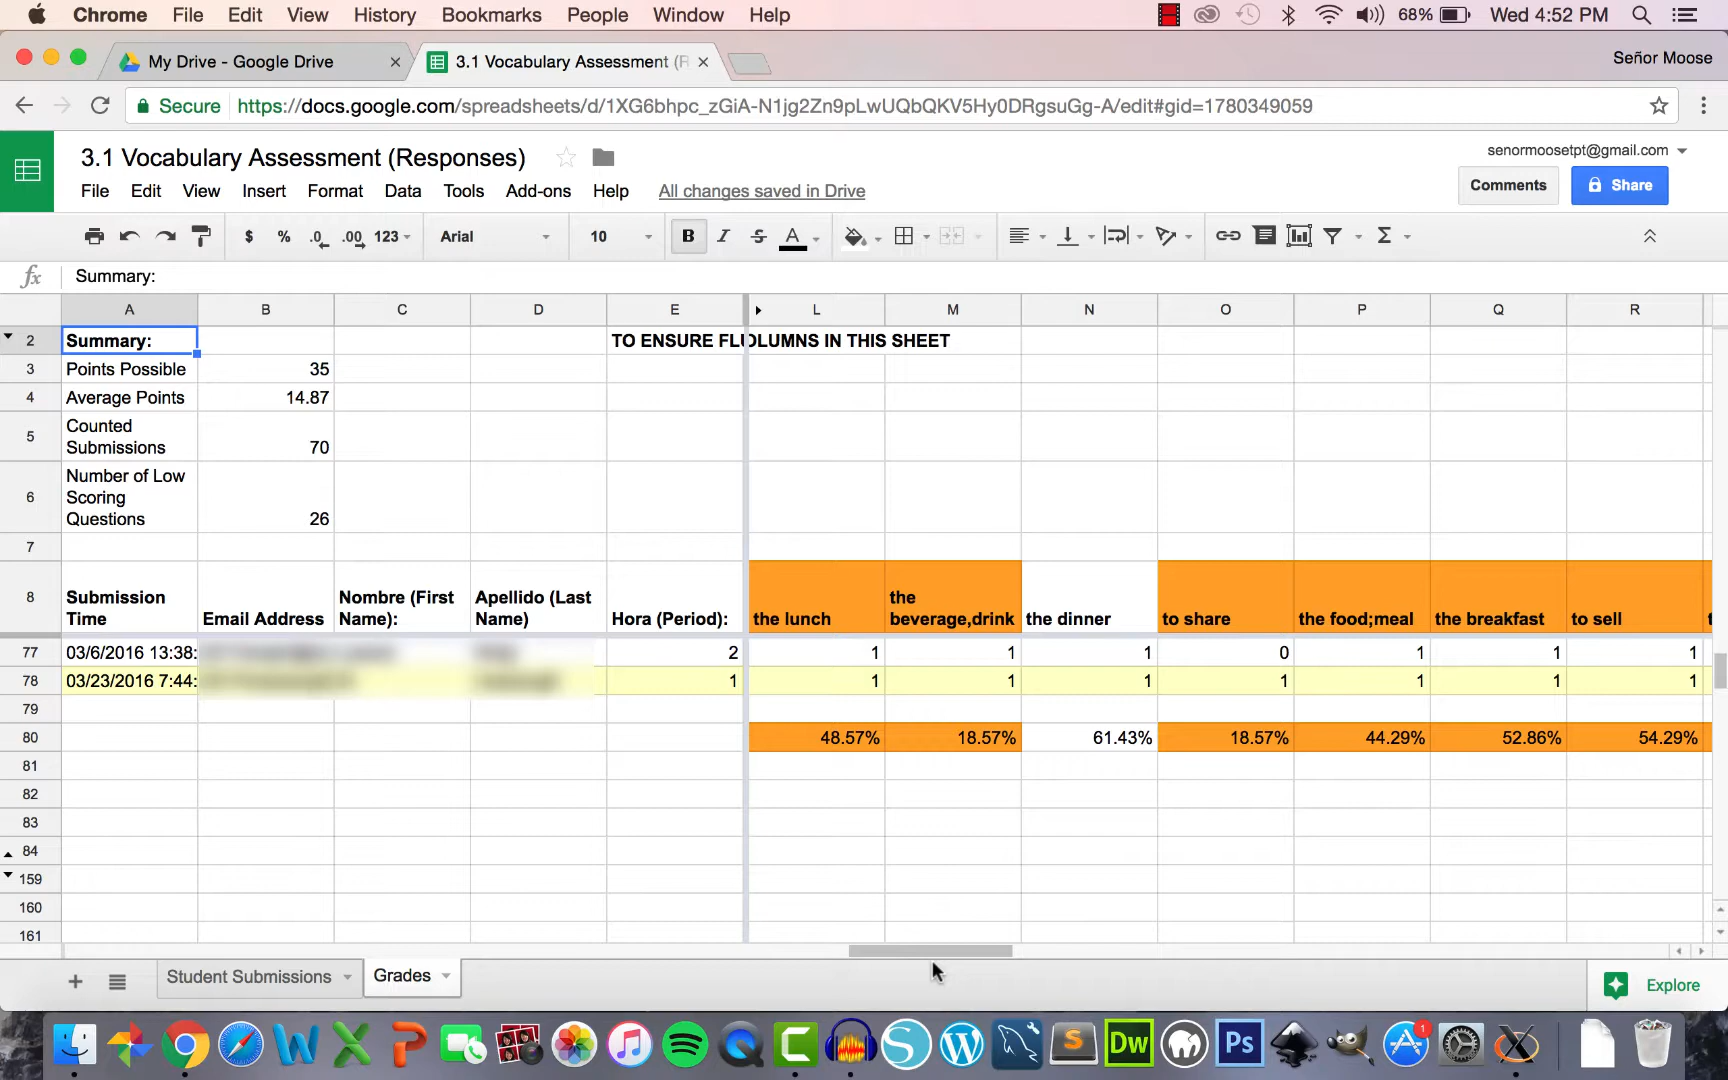 Chrome File Edit View History Bookmarks People Window Help 68% Wed 4:52 PM
My Drive - Google Drive 3.1 Vocabulary Assessment (R Señor Moose
Secure https://docs.google.com/spreadsheets/d/1XG6bhpc_zGiA-N1jg2Zn9pLwUQbQKV5Hy0DRgsuGg-A/edit#gid=1780349059
3.1 Vocabulary Assessment (Responses) senormoosetpt@gmail.com
File Edit View Insert Format Data Tools Add-ons Help All changes saved in Drive Comments Share
$ % .0 .00 123 Arial 10 B I S A Σ
fx Summary:
A B C D E L M N O P Q R
2 Summary: TO ENSURE FLUOLUMNS IN THIS SHEET
3 Points Possible 35
4 Average Points 14.87
5 Counted
Submissions 70
6 Number of Low
Scoring
Questions 26
7
8 Submission
Time Email Address Nombre (First
Name): Apellido (Last
Name) Hora (Period): the lunch the
beverage,drink the dinner to share the food;meal the breakfast to sell
77 03/6/2016 13:38: 2 1 1 1 0 1 1 1
78 03/23/2016 7:44: 1 1 1 1 1 1 1 1
79
80 48.57% 18.57% 61.43% 18.57% 44.29% 52.86% 54.29%
81
82
83
84
159
160
161
+ Student Submissions Grades Explore
W X P S S Dw Ps 1